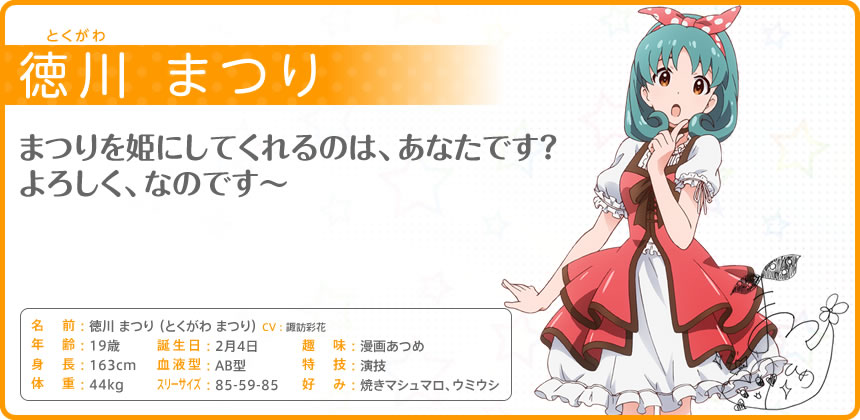 とくがわ
徳川 まつり
まつりを姫にしてくれるのは、あなたです?
よろしく、なのです〜
名 前：徳川 まつり（とくがわ まつり） CV：諏訪彩花
年 齢：19歳 誕生日：2月4日 趣 味：漫画あつめ
身 長：163cm 血液型：AB型 特 技：演技
体 重：44kg スリーサイズ：85-59-85 好 み：焼きマシュマロ、ウミウシ
ひめ